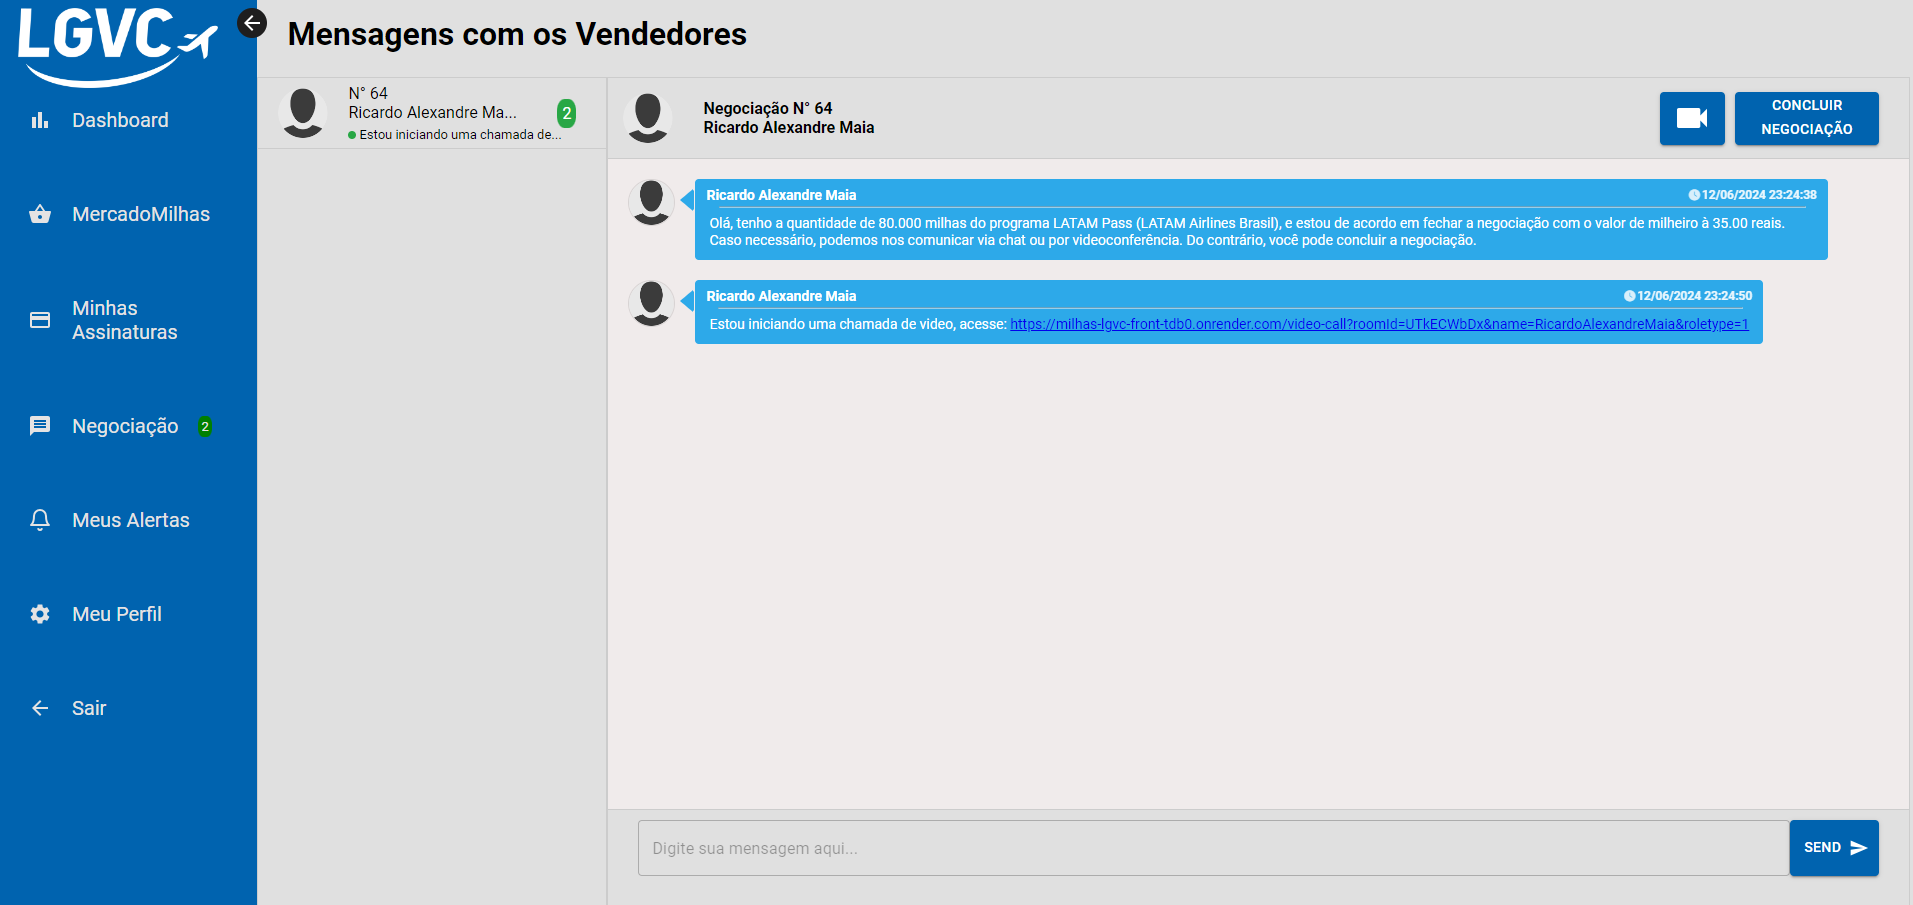 LGVC
Dashboard
MercadoMilhas
Minhas
Assinaturas
Negociação 2
Meus Alertas
Meu Perfil
Sair
Mensagens com os Vendedores
N° 64
Ricardo Alexandre Ma...
2
Estou iniciando uma chamada de...
Negociação N° 64
Ricardo Alexandre Maia
CONCLUIR
NEGOCIAÇÃO
Ricardo Alexandre Maia 12/06/2024 23:24:38
Olá, tenho a quantidade de 80.000 milhas do programa LATAM Pass (LATAM Airlines Brasil), e estou de acordo em fechar a negociação com o valor de milheiro à 35.00 reais.
Caso necessário, podemos nos comunicar via chat ou por videoconferência. Do contrário, você pode concluir a negociação.
Ricardo Alexandre Maia 12/06/2024 23:24:50
Estou iniciando uma chamada de video, acesse: https://milhas-lgvc-front-tdb0.onrender.com/video-call?roomId=UTkECWbDx&name=RicardoAlexandreMaia&roletype=1
Digite sua mensagem aqui...
SEND